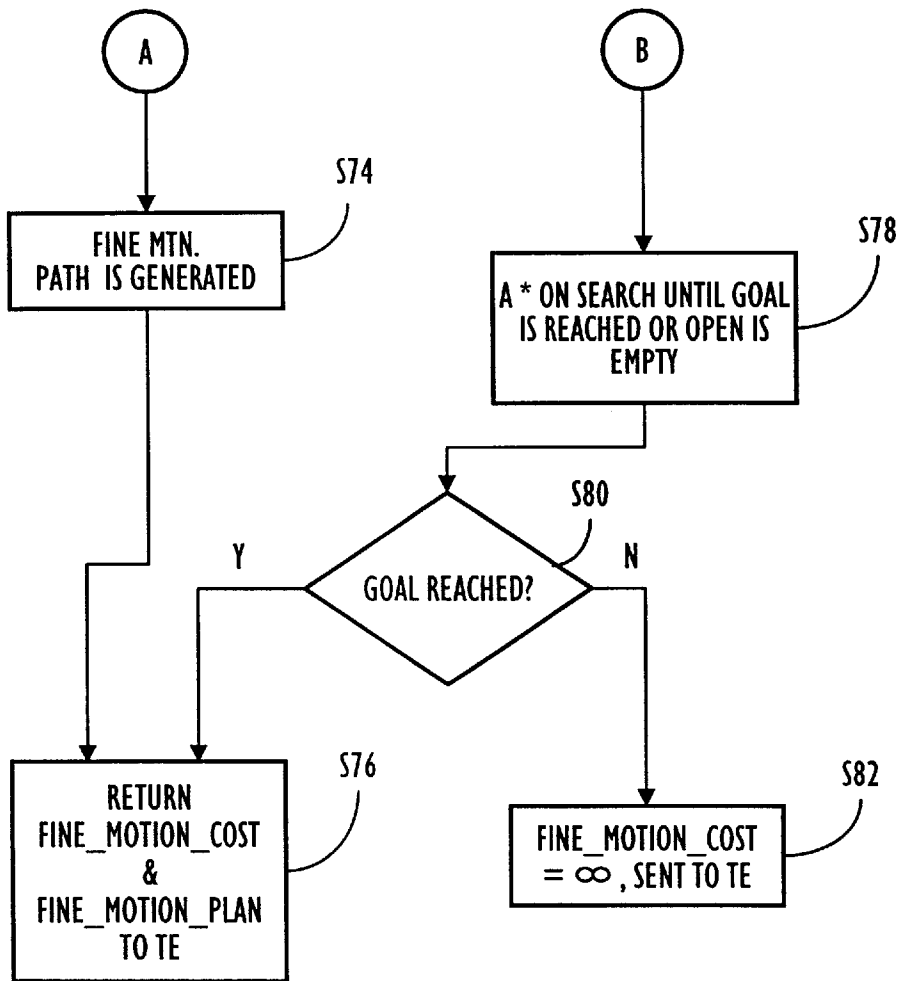 A
B
S74
FINE MTN.
PATH IS GENERATED
S78
A * ON SEARCH UNTIL GOAL
IS REACHED OR OPEN IS
EMPTY
S80
Y
N
GOAL REACHED?
S76
RETURN
FINE_MOTION_COST
&
FINE_MOTION_PLAN
TO TE
S82
FINE_MOTION_COST
= ∞ , SENT TO TE